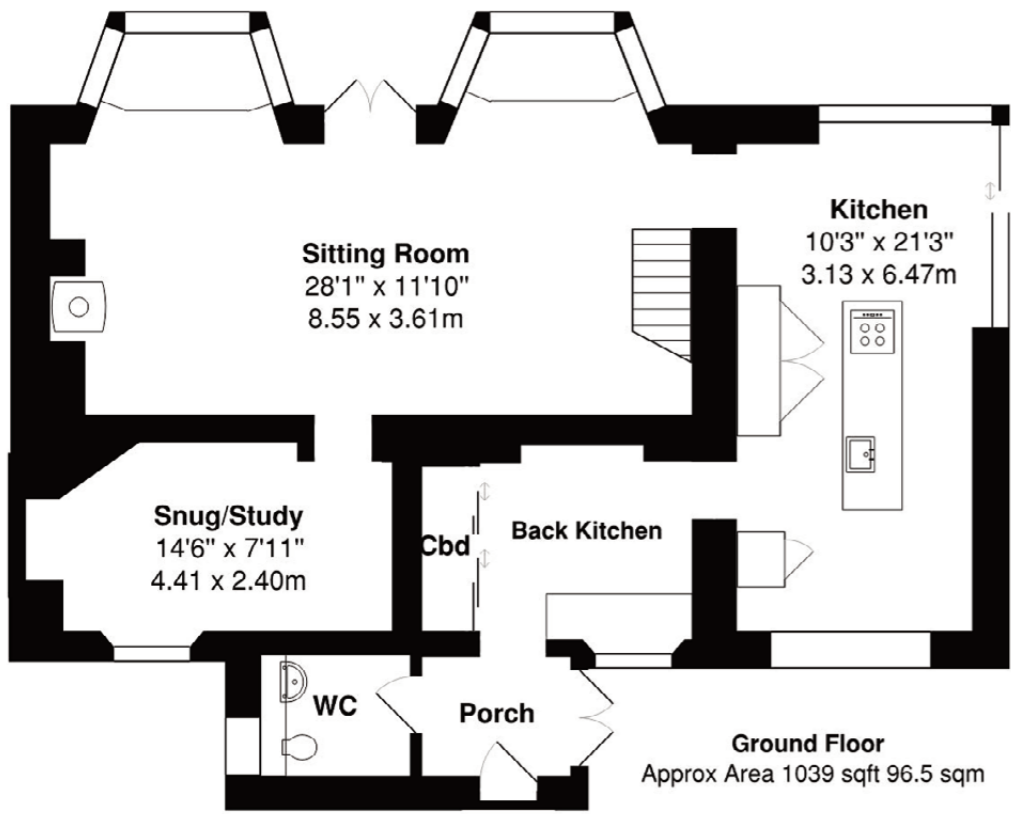 Kitchen
10'3" x 21'3"
3.13 x 6.47m
Sitting Room
28'1" x 11'10"
8.55 x 3.61m
Snug/Study
14'6" x 7'11"
4.41 x 2.40m
Cbd
Back Kitchen
WC
Porch
Ground Floor
Approx Area 1039 sqft 96.5 sqm